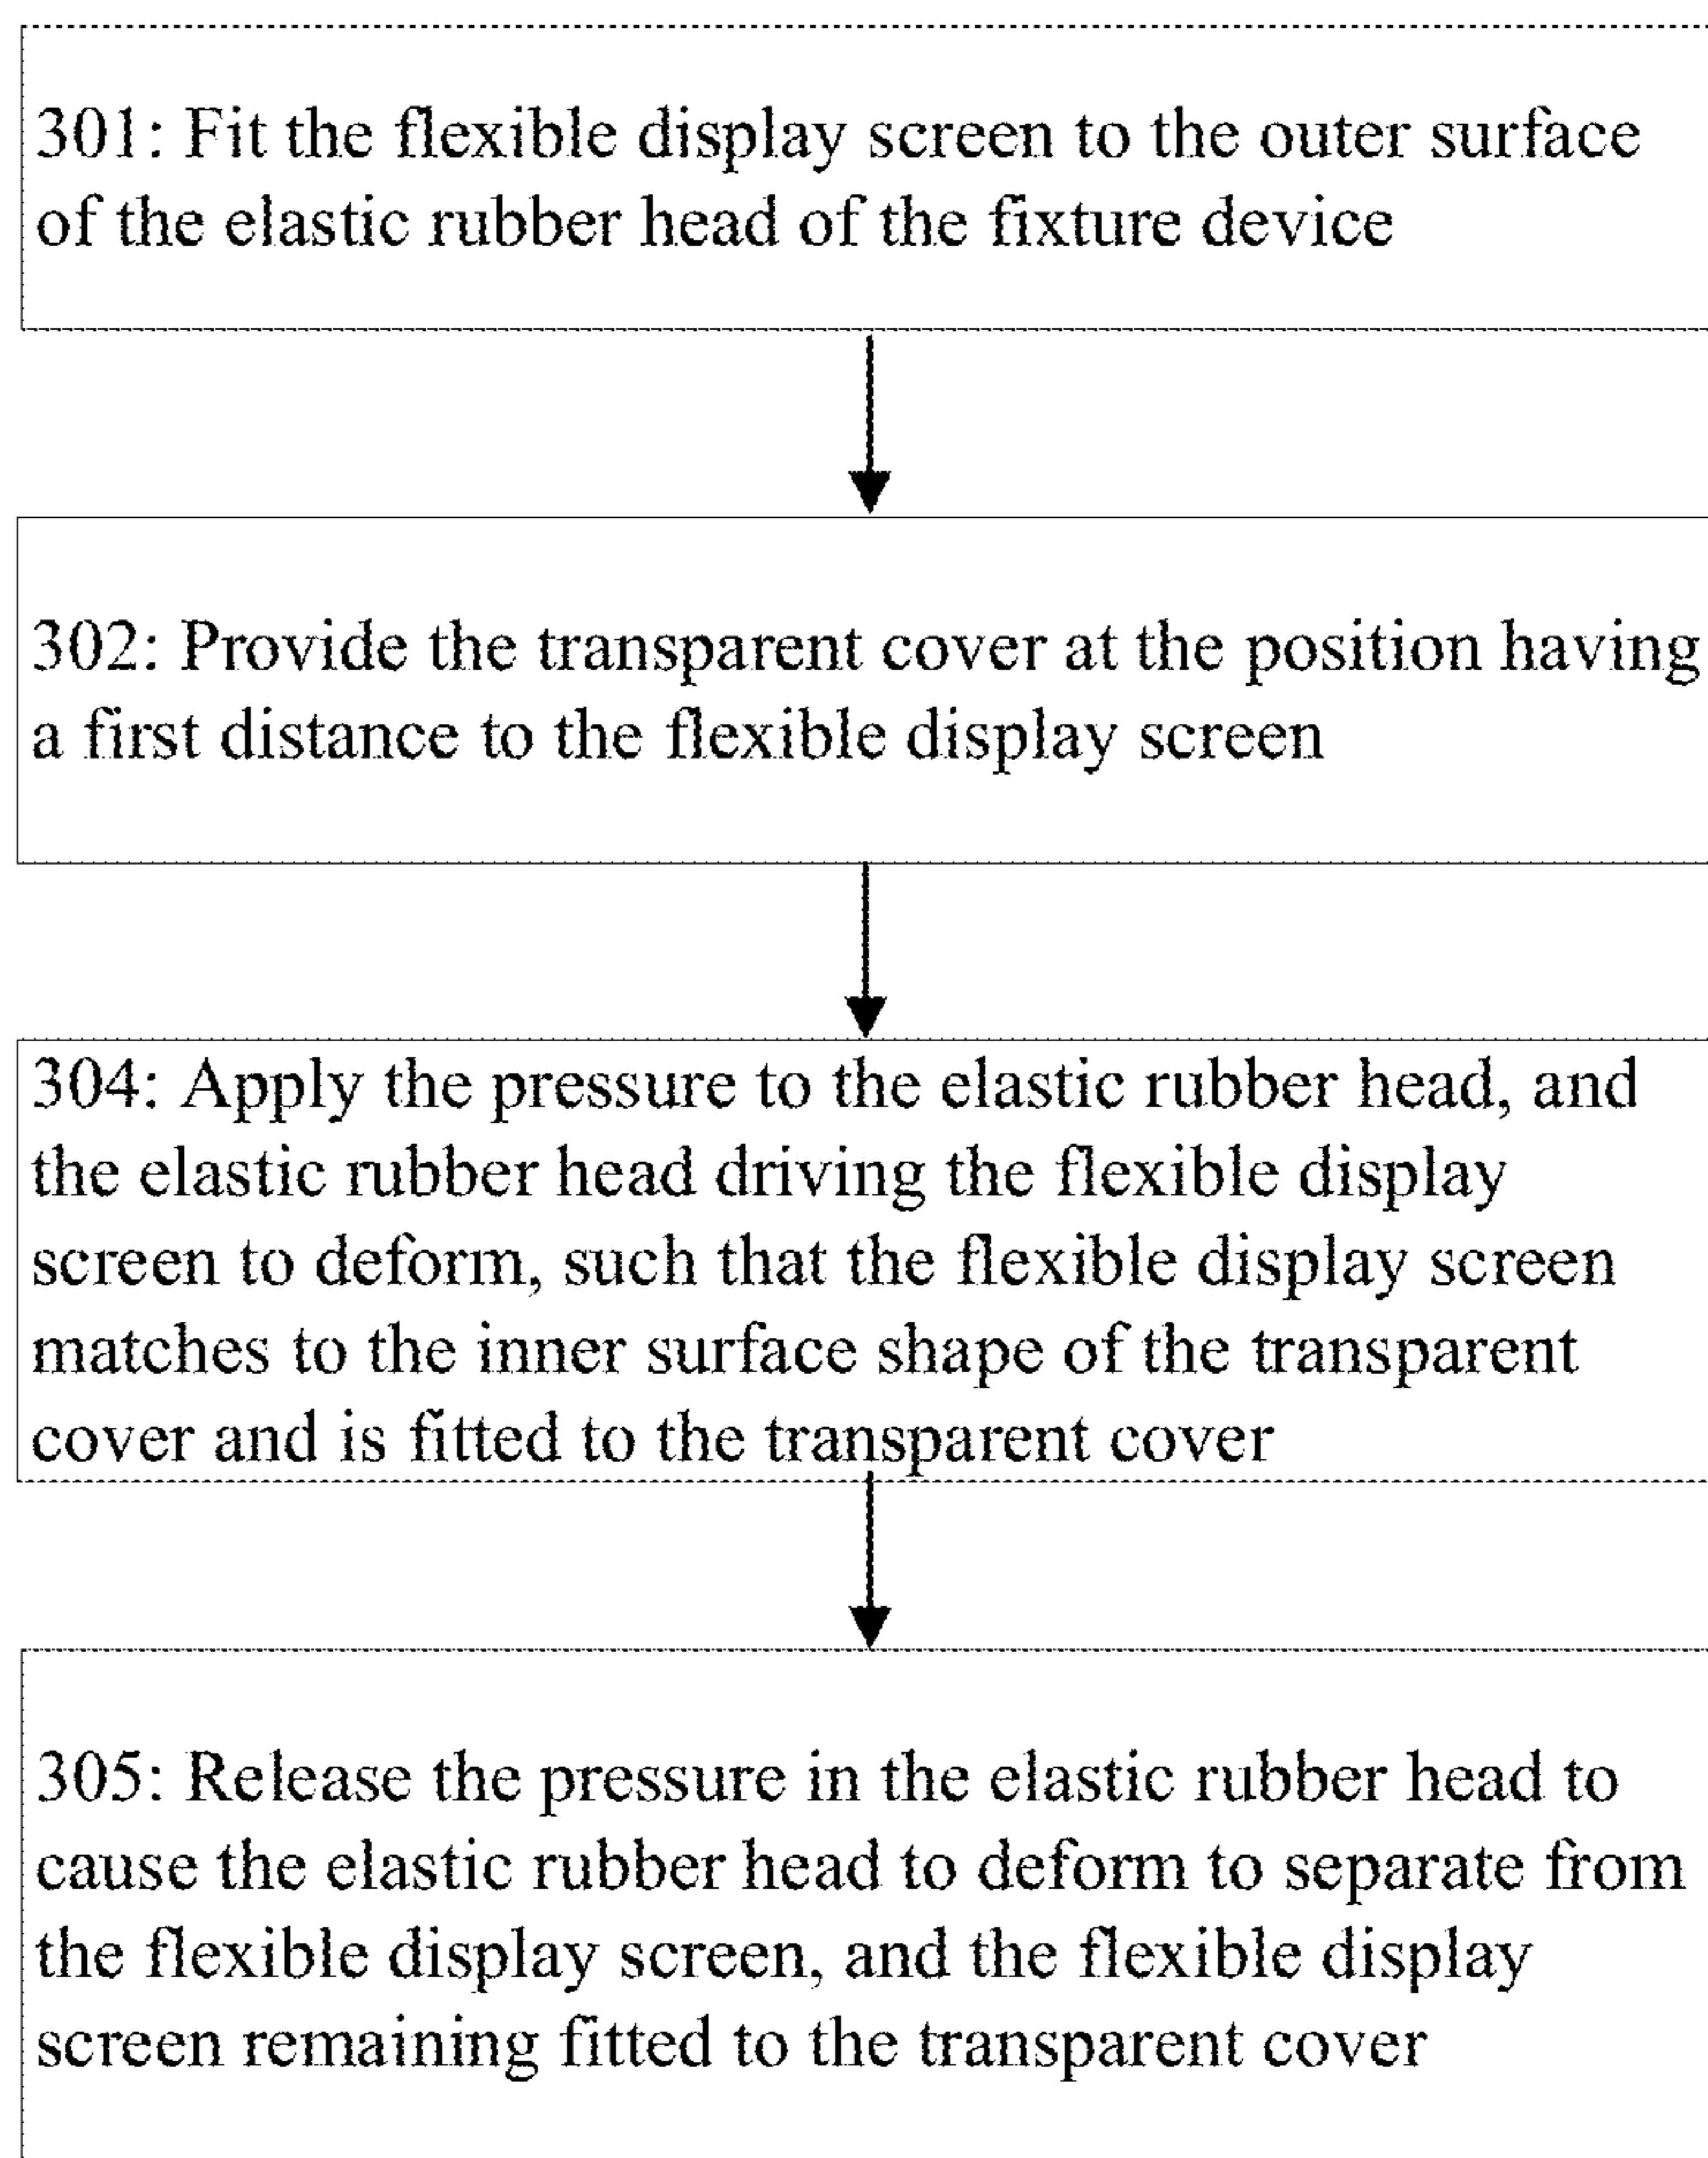 301: Fit the flexible display screen to the outer surface
of the elastic rubber head of the fixture device
302: Provide the transparent cover at the position having
a first distance to the flexible display screen
304: Apply the pressure to the elastic rubber head, and
the elastic rubber head driving the flexible display
screen to deform, such that the flexible display screen
matches to the inner surface shape of the transparent
cover and is fitted to the transparent cover
305: Release the pressure in the elastic rubber head to
cause the elastic rubber head to deform to separate from
the flexible display screen, and the flexible display
screen remaining fitted to the transparent cover